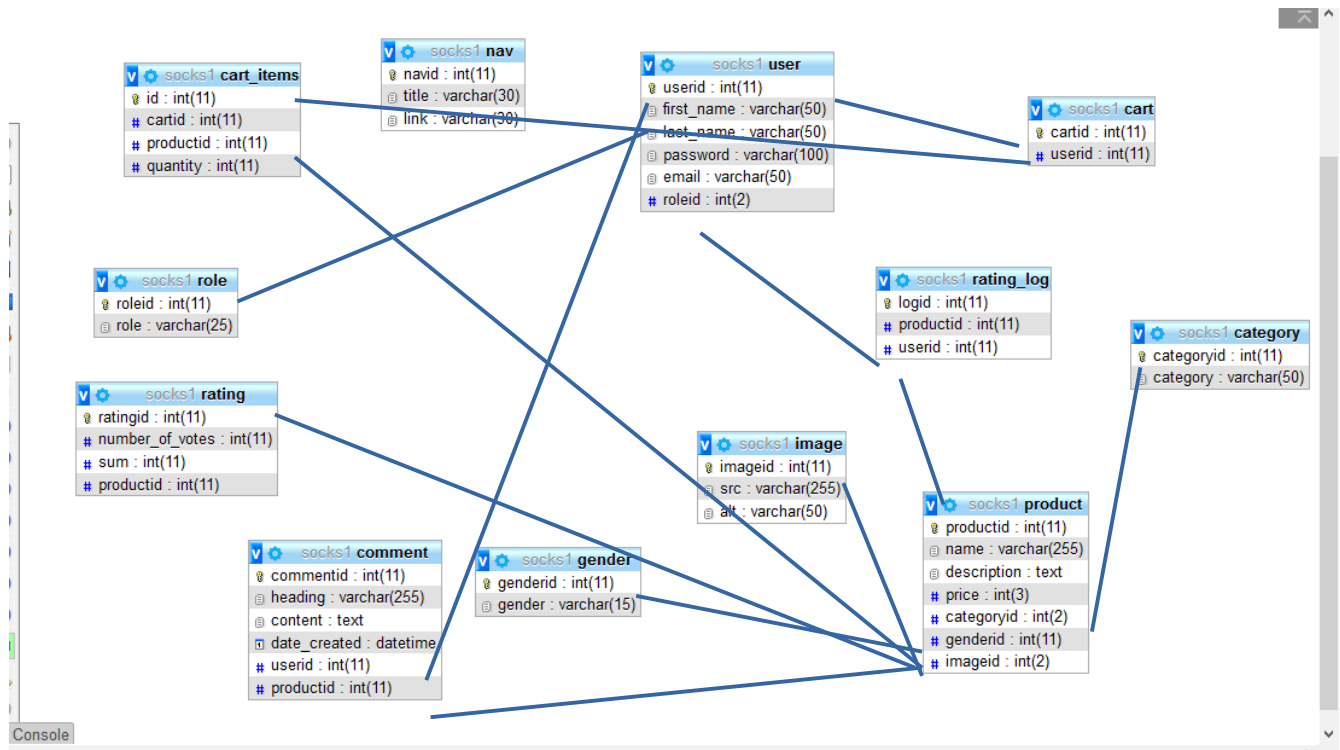 socks1 nav
navid : int(11)
title : varchar(30)
link : varchar(30)
socks1 user
userid : int(11)
first_name : varchar(50)
last_name : varchar(50)
password : varchar(100)
email : varchar(50)
roleid : int(2)
socks1 cart_items
id : int(11)
cartid : int(11)
productid : int(11)
quantity : int(11)
socks1 cart
cartid : int(11)
userid : int(11)
socks1 role
roleid : int(11)
role : varchar(25)
socks1 rating_log
logid : int(11)
productid : int(11)
userid : int(11)
socks1 category
categoryid : int(11)
category : varchar(50)
socks1 rating
ratingid : int(11)
number_of_votes : int(11)
sum : int(11)
productid : int(11)
socks1 image
imageid : int(11)
src : varchar(255)
alt : varchar(50)
socks1 product
productid : int(11)
name : varchar(255)
description : text
price : int(3)
categoryid : int(2)
genderid : int(11)
imageid : int(2)
socks1 comment
commentid : int(11)
heading : varchar(255)
content : text
date_created : datetime
userid : int(11)
productid : int(11)
socks1 gender
genderid : int(11)
gender : varchar(15)
Console